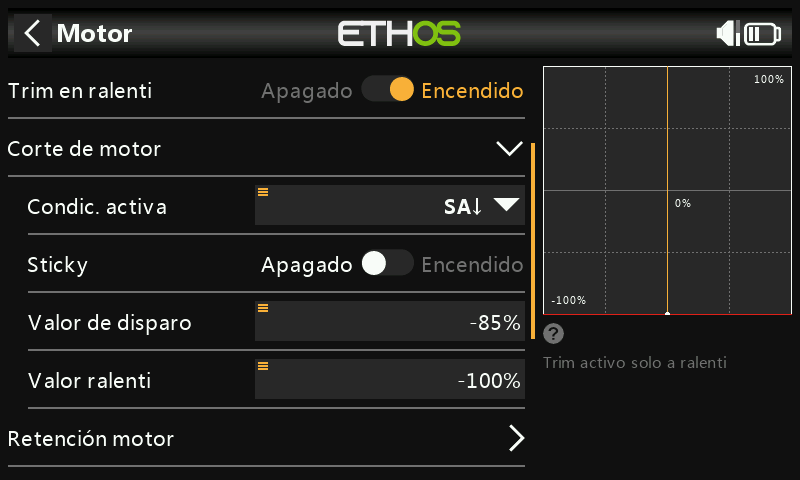 Motor
ETHOS
Trim en ralenti
Apagado
Encendido
Corte de motor
Condic. activa
SA↓
Sticky
Apagado
Encendido
Valor de disparo
-85%
Valor ralenti
-100%
Retención motor
100%
0%
-100%
?
Trim activo solo a ralenti